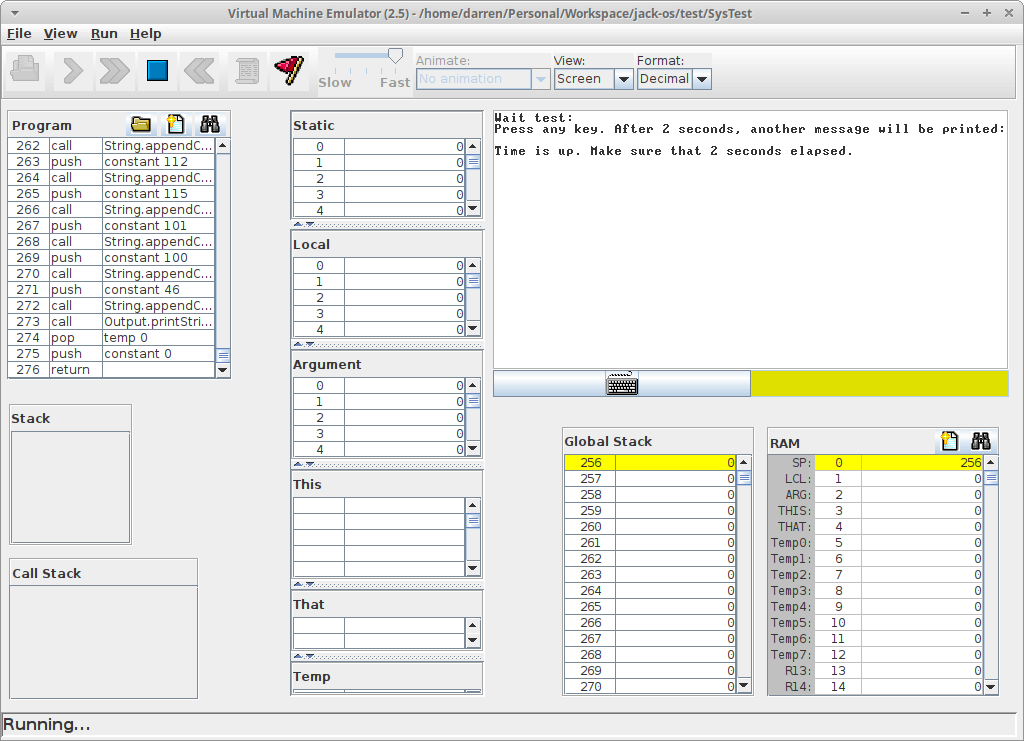 Virtual Machine Emulator (2.5) - /home/darren/Personal/Workspace/jack-os/test/SysTest
File View Run Help
Slow Fast
Animate: View: Format:
No animation Screen Decimal
Program
262 call String.appendC...
263 push constant 112
264 call String.appendC...
265 push constant 115
266 call String.appendC...
267 push constant 101
268 call String.appendC...
269 push constant 100
270 call String.appendC...
271 push constant 46
272 call String.appendC...
273 call Output.printStri...
274 pop temp 0
275 push constant 0
276 return
Stack
Call Stack
Static
0 0
1 0
2 0
3 0
4 0
Local
0 0
1 0
2 0
3 0
4 0
Argument
0 0
1 0
2 0
3 0
4 0
This
That
Temp
Wait test:
Press any key. After 2 seconds, another message will be printed:
Time is up. Make sure that 2 seconds elapsed.
Global Stack
256 0
257 0
258 0
259 0
260 0
261 0
262 0
263 0
264 0
265 0
266 0
267 0
268 0
269 0
270 0
RAM
SP: 0 256
LCL: 1 0
ARG: 2 0
THIS: 3 0
THAT: 4 0
Temp0: 5 0
Temp1: 6 0
Temp2: 7 0
Temp3: 8 0
Temp4: 9 0
Temp5: 10 0
Temp6: 11 0
Temp7: 12 0
R13: 13 0
R14: 14 0
Running...